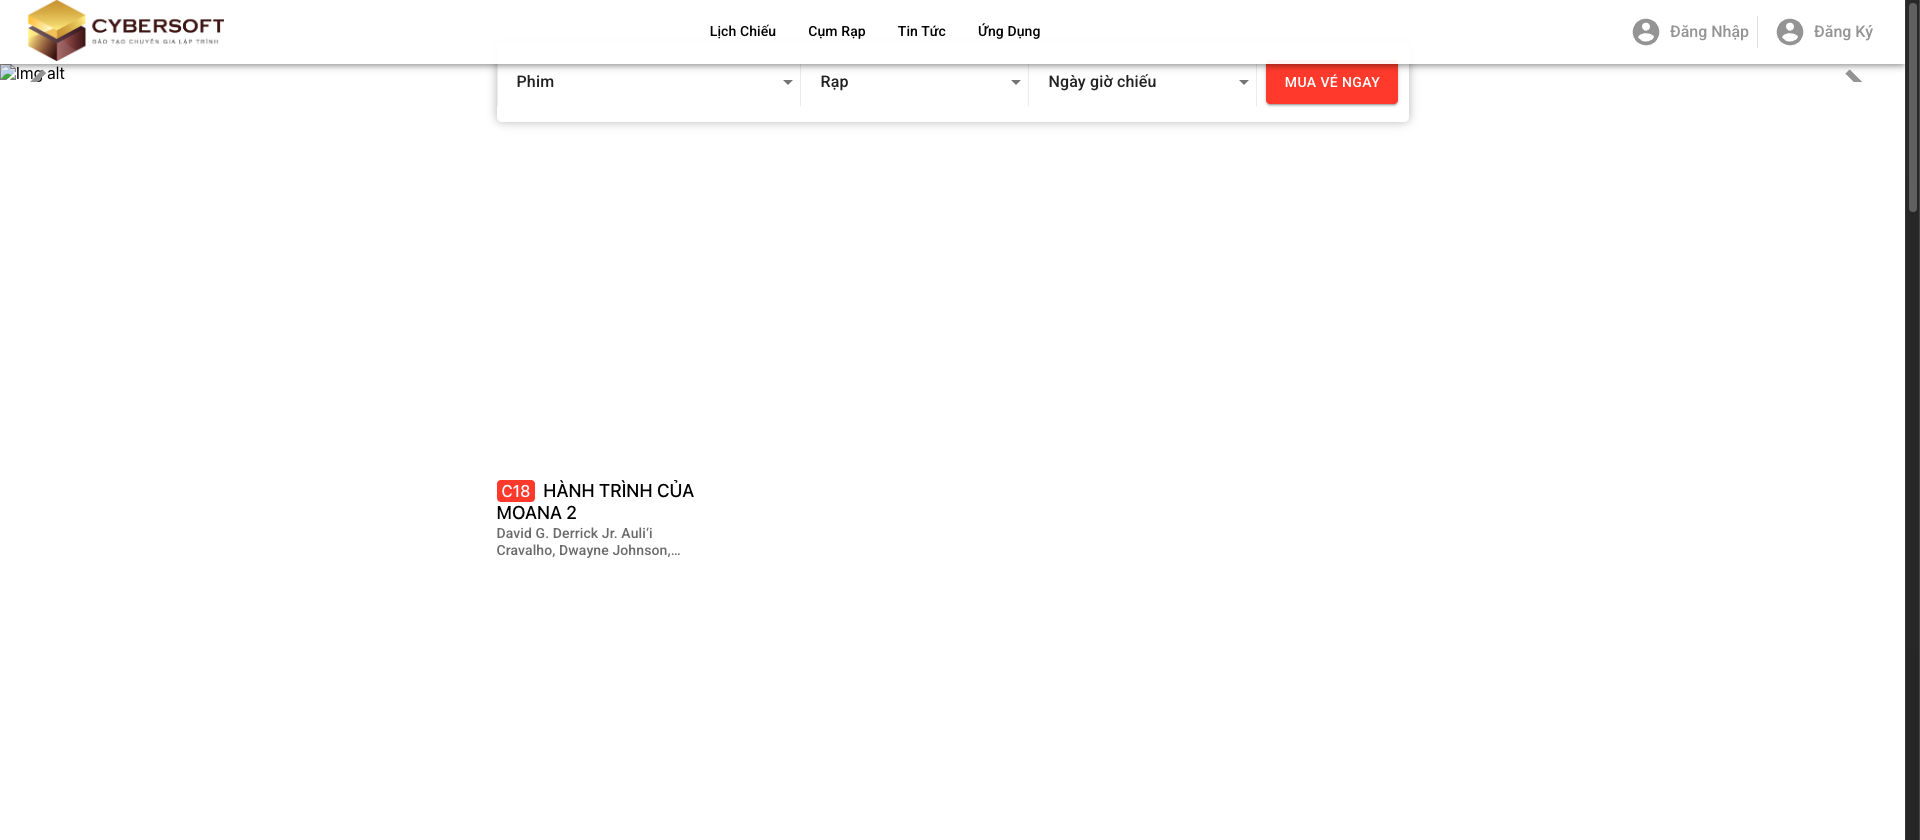 CYBERSOFT
ĐÀO TẠO CHUYÊN GIA LẬP TRÌNH
Lịch Chiếu
Cụm Rạp
Tin Tức
Ứng Dụng
Đăng Nhập
Đăng Ký
Img alt
Phim
Rạp
Ngày giờ chiếu
MUA VÉ NGAY
C18 HÀNH TRÌNH CỦA
MOANA 2
David G. Derrick Jr. Auliʻi
Cravalho, Dwayne Johnson,...